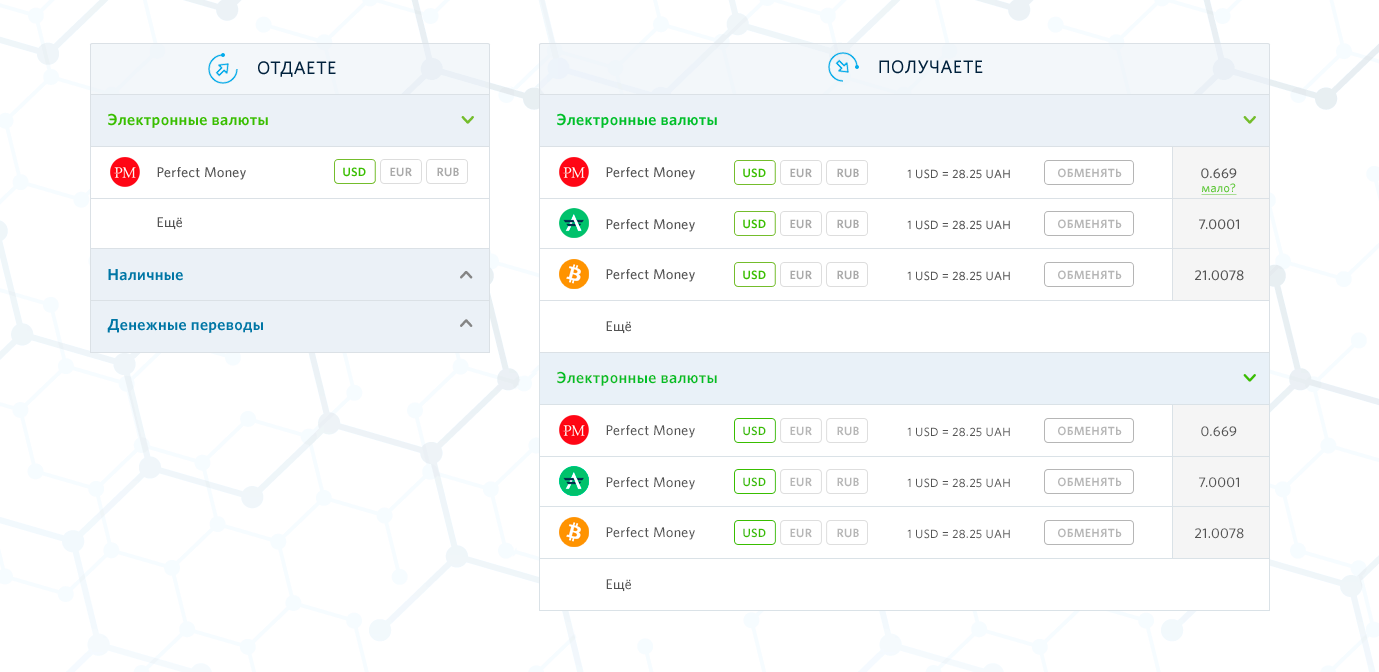 ОТДАЕТЕ
Электронные валюты
PM Perfect Money USD EUR RUB
Ещё
Наличные
Денежные переводы
ПОЛУЧАЕТЕ
Электронные валюты
PM Perfect Money USD EUR RUB 1 USD = 28.25 UAH ОБМЕНЯТЬ 0.669
мало?
Perfect Money USD EUR RUB 1 USD = 28.25 UAH ОБМЕНЯТЬ 7.0001
Perfect Money USD EUR RUB 1 USD = 28.25 UAH ОБМЕНЯТЬ 21.0078
Ещё
Электронные валюты
PM Perfect Money USD EUR RUB 1 USD = 28.25 UAH ОБМЕНЯТЬ 0.669
Perfect Money USD EUR RUB 1 USD = 28.25 UAH ОБМЕНЯТЬ 7.0001
Perfect Money USD EUR RUB 1 USD = 28.25 UAH ОБМЕНЯТЬ 21.0078
Ещё